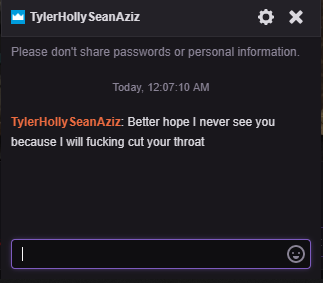 TylerHollySeanAziz
Please don't share passwords or personal information.
Today, 12:07:10 AM
TylerHollySeanAziz: Better hope I never see you
because I will fucking cut your throat